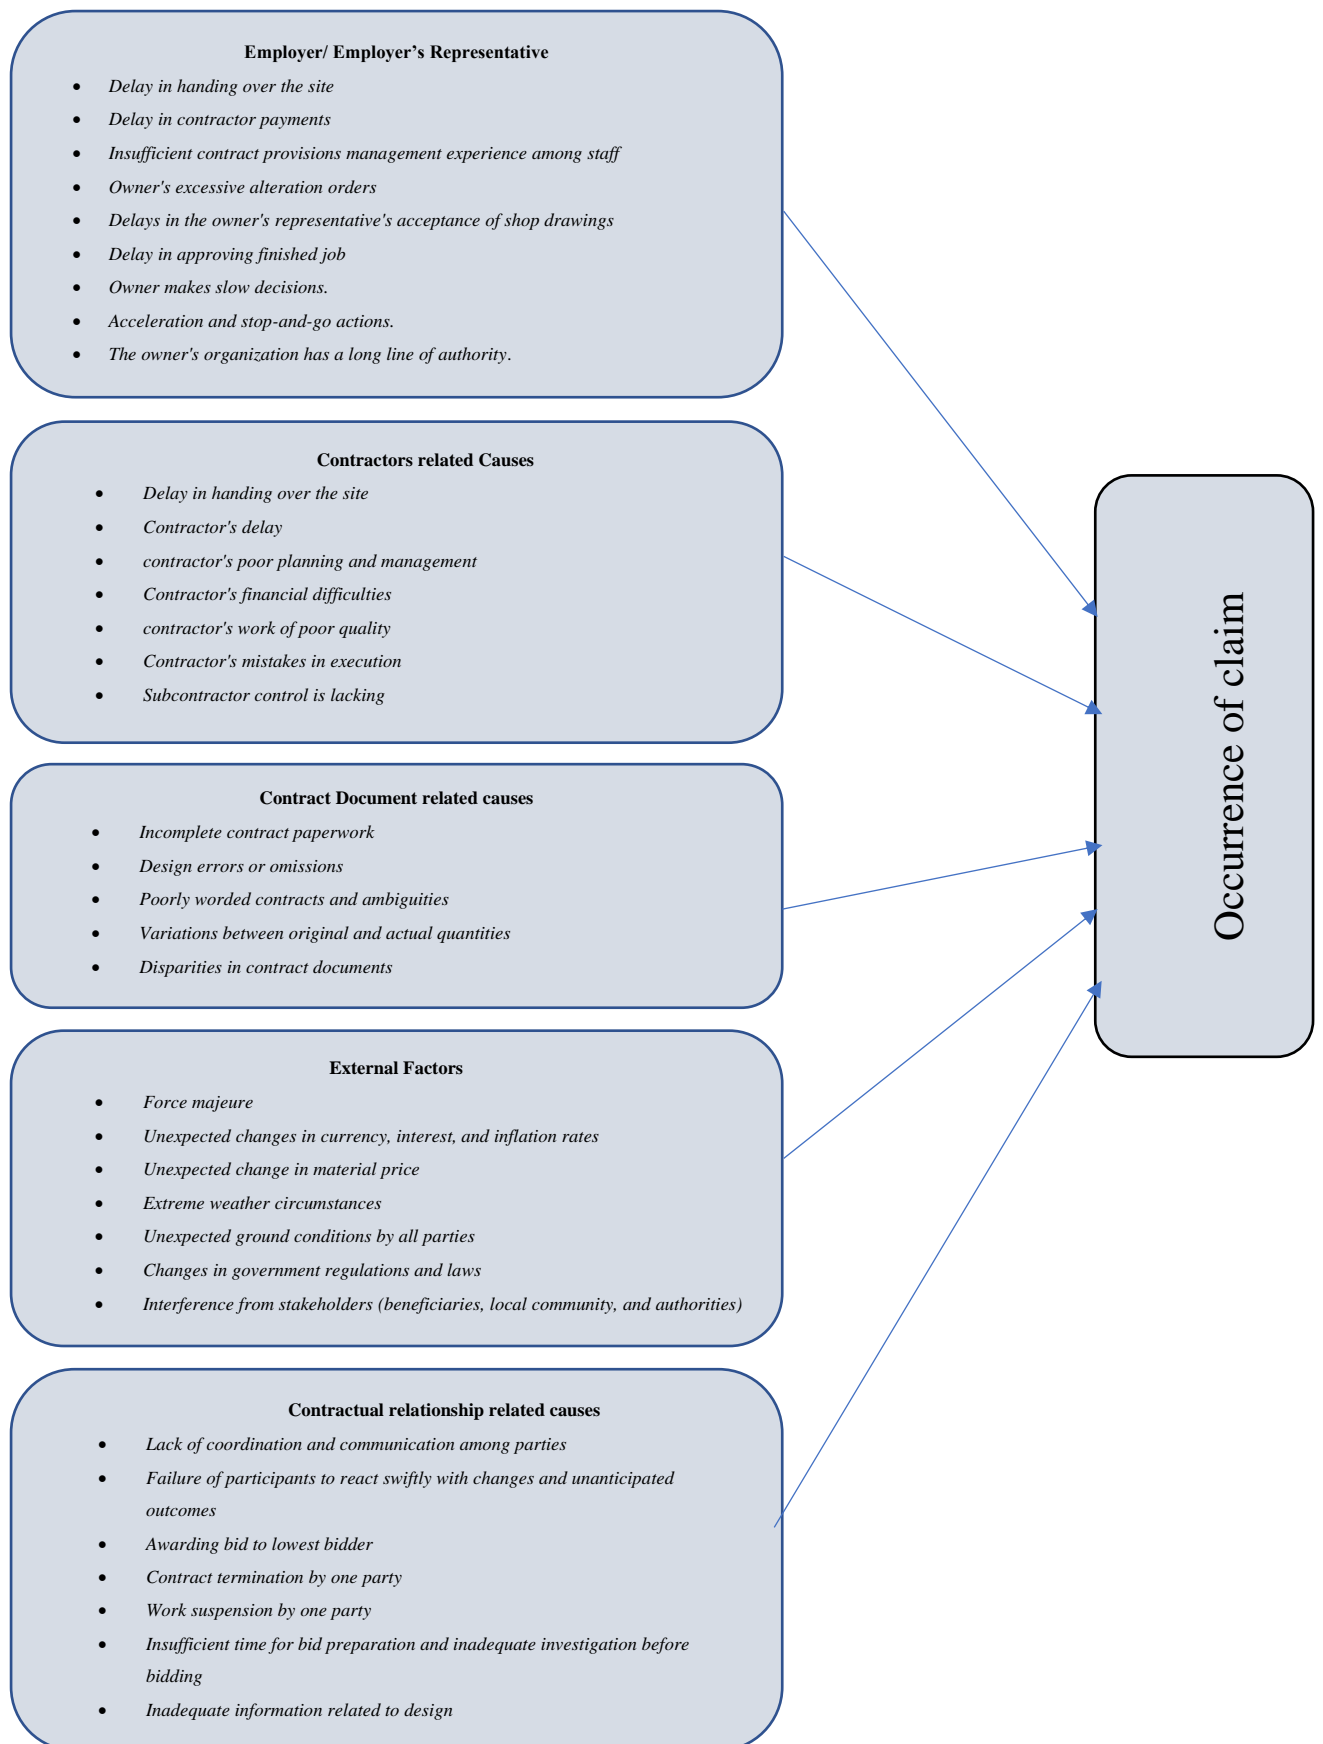 Employer/ Employer’s Representative
• Delay in handing over the site
• Delay in contractor payments
• Insufficient contract provisions management experience among staff
• Owner's excessive alteration orders
• Delays in the owner's representative's acceptance of shop drawings
• Delay in approving finished job
• Owner makes slow decisions.
• Acceleration and stop-and-go actions.
• The owner's organization has a long line of authority.
Contractors related Causes
• Delay in handing over the site
• Contractor's delay
• contractor's poor planning and management
• Contractor's financial difficulties
• contractor's work of poor quality
• Contractor's mistakes in execution
• Subcontractor control is lacking
Contract Document related causes
• Incomplete contract paperwork
• Design errors or omissions
• Poorly worded contracts and ambiguities
• Variations between original and actual quantities
• Disparities in contract documents
External Factors
• Force majeure
• Unexpected changes in currency, interest, and inflation rates
• Unexpected change in material price
• Extreme weather circumstances
• Unexpected ground conditions by all parties
• Changes in government regulations and laws
• Interference from stakeholders (beneficiaries, local community, and authorities)
Contractual relationship related causes
• Lack of coordination and communication among parties
• Failure of participants to react swiftly with changes and unanticipated
outcomes
• Awarding bid to lowest bidder
• Contract termination by one party
• Work suspension by one party
• Insufficient time for bid preparation and inadequate investigation before
bidding
• Inadequate information related to design
Occurrence of claim